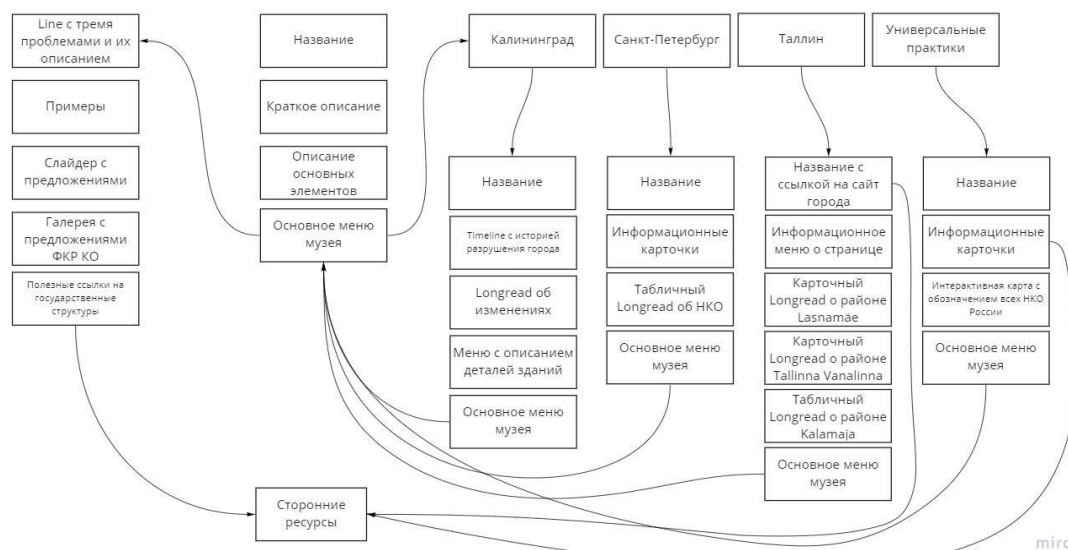 Line с тремя
проблемами и их
описанием
Примеры
Слайдер с
предложениями
Галерея с
предложениями
ФКР КО
Полезные ссылки на
государственные
структуры
Название
Краткое описание
Описание
основных
элементов
Основное меню
музея
Сторонние
ресурсы
Калининград
Название
Timeline с историей
разрушения города
Longread об
изменениях
Меню с описанием
деталей зданий
Основное меню
музея
Санкт-Петербург
Название
Информационные
карточки
Табличный
Longread об НКО
Основное меню
музея
Таллин
Название с
ссылкой на сайт
города
Информационное
меню о странице
Карточный
Longread о районе
Lasnamäe
Карточный
Longread о районе
Tallinna Vanalinna
Табличный
Longread о районе
Kalamaja
Основное меню
музея
Универсальные
практики
Название
Информационные
карточки
Интерактивная карта с
обозначением всех НКО
России
Основное меню
музея
miro